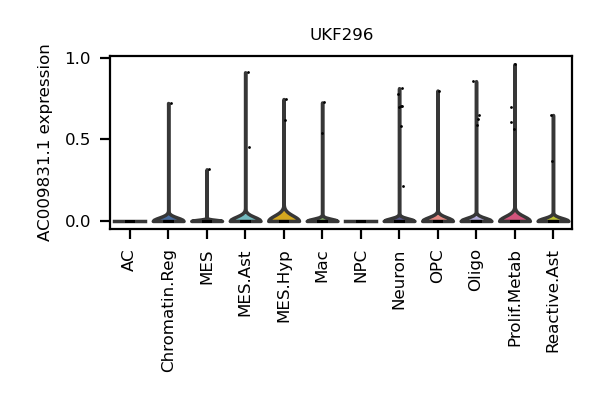 UKF296
AC009831.1 expression
1.0
0.5
0.0
AC
Chromatin.Reg
MES
MES.Ast
MES.Hyp
Mac
NPC
Neuron
OPC
Oligo
Prolif.Metab
Reactive.Ast